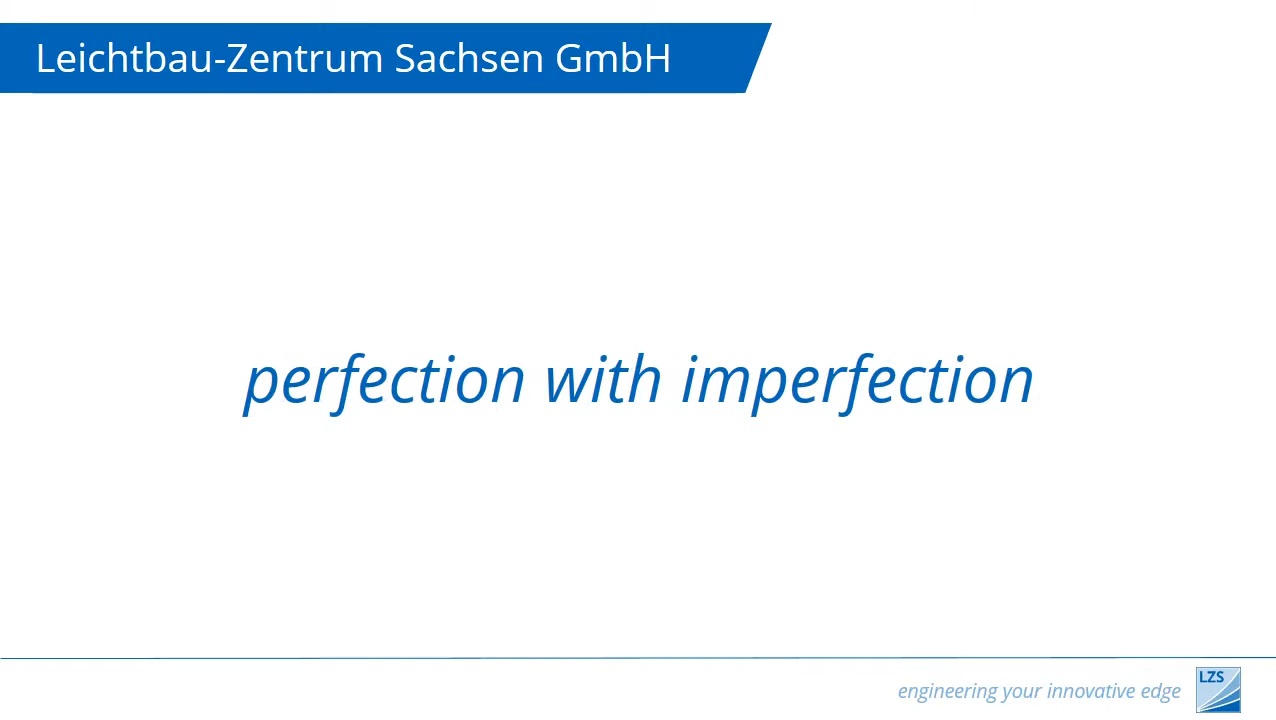 Leichtbau-Zentrum Sachsen GmbH
perfection with imperfection
engineering your innovative edge
LZS